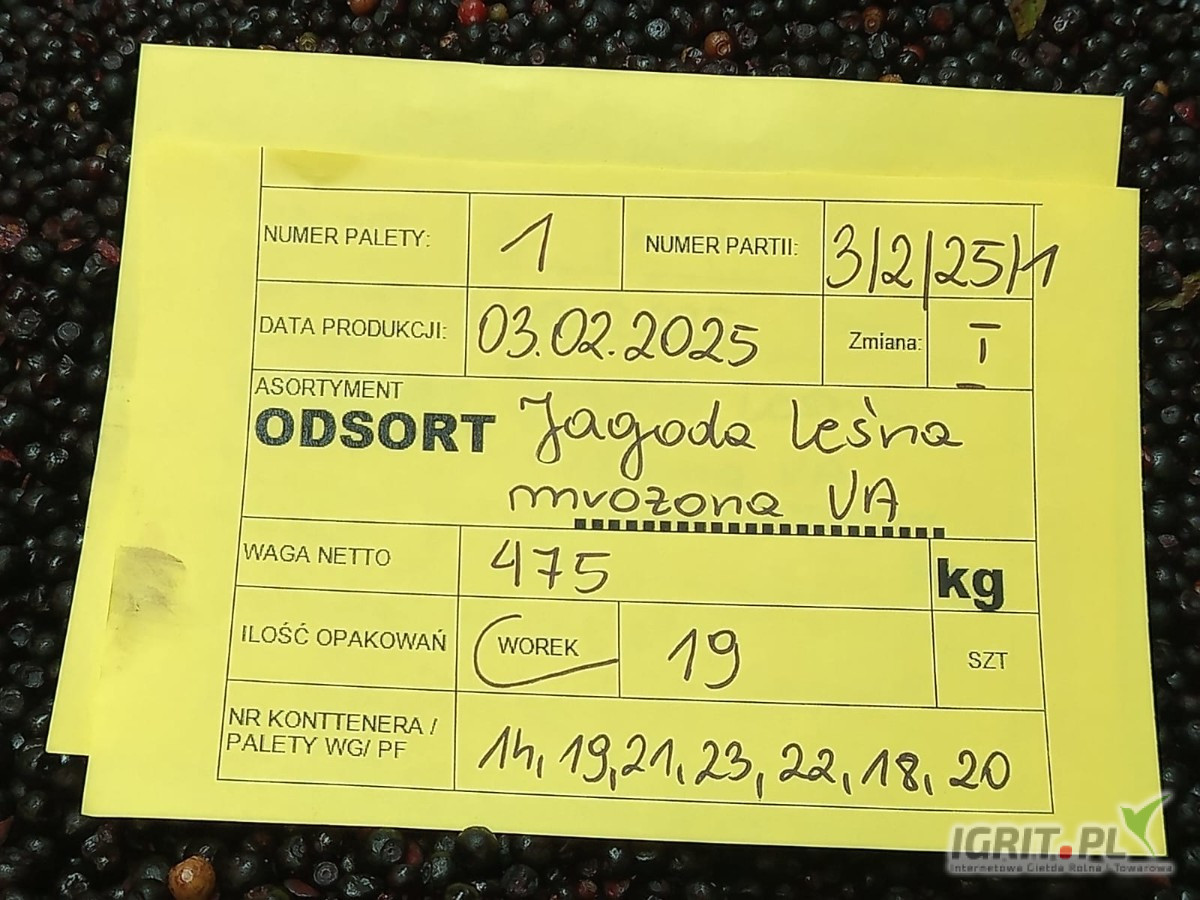 NUMER PALETY: 1 NUMER PARTII: 3/2/25/1
DATA PRODUKCJI: 03.02.2025 Zmiana: I
ASORTYMENT
ODSORT Jagoda leśna
mrożona VA
WAGA NETTO 475 kg
ILOŚĆ OPAKOWAŃ WOREK 19 SZT
NR KONTTENERA /
PALETY WG/ PF 14, 19, 21, 23, 22, 18, 20
IGRIT.PL
Internetowa Giełda Rolna i Towarowa